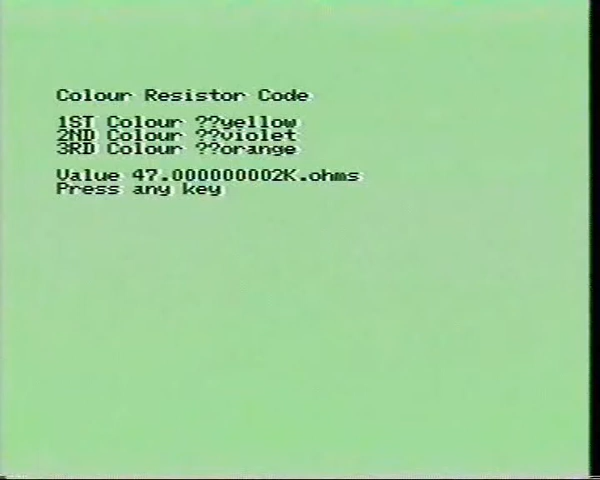 Colour Resistor Code
1ST Colour ??yellow
2ND Colour ??violet
3RD Colour ??orange
Value 47.000000002K.ohms
Press any key